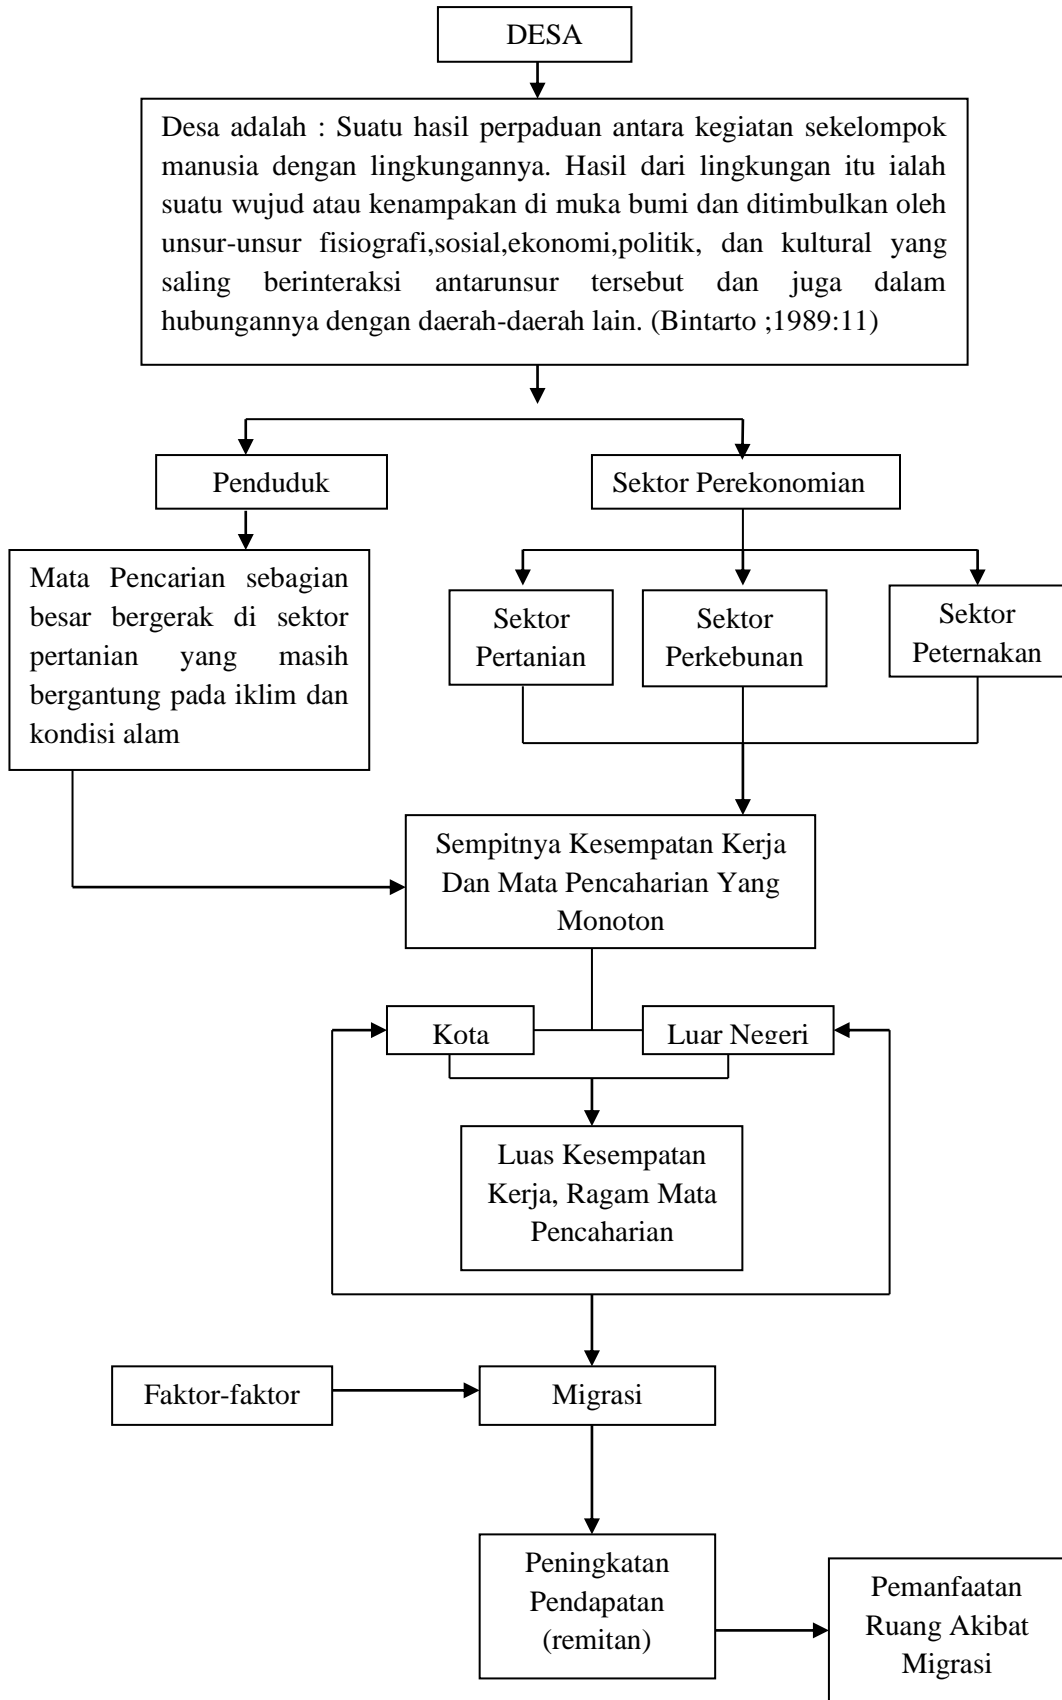 DESA
Desa adalah : Suatu hasil perpaduan antara kegiatan sekelompok
manusia dengan lingkungannya. Hasil dari lingkungan itu ialah
suatu wujud atau kenampakan di muka bumi dan ditimbulkan oleh
unsur-unsur fisiografi,sosial,ekonomi,politik, dan kultural yang
saling berinteraksi antarunsur tersebut dan juga dalam
hubungannya dengan daerah-daerah lain. (Bintarto ;1989:11)
Penduduk
Sektor Perekonomian
Mata Pencarian sebagian
besar bergerak di sektor
pertanian yang masih
bergantung pada iklim dan
kondisi alam
Sektor
Pertanian
Sektor
Perkebunan
Sektor
Peternakan
Sempitnya Kesempatan Kerja
Dan Mata Pencaharian Yang
Monoton
Kota
Luar Negeri
Luas Kesempatan
Kerja, Ragam Mata
Pencaharian
Faktor-faktor
Migrasi
Peningkatan
Pendapatan
(remitan)
Pemanfaatan
Ruang Akibat
Migrasi